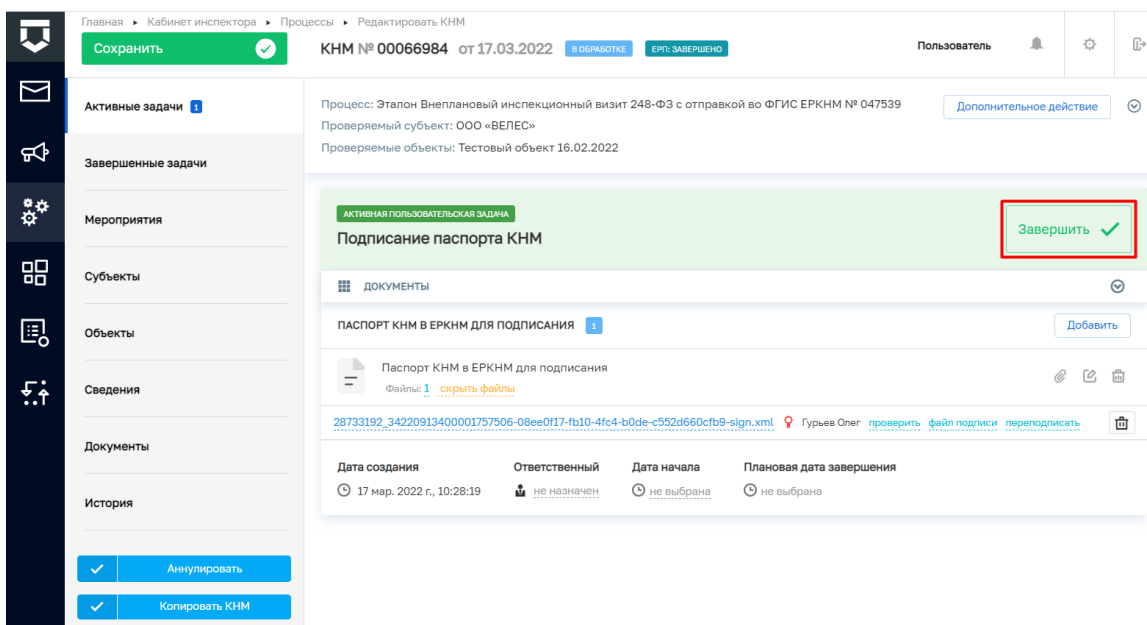 Главная ▸ Кабинет инспектора ▸ Процессы ▸ Редактировать КНМ
Сохранить
КНМ № 00066984 от 17.03.2022 В ОБРАБОТКЕ ЕРП: ЗАВЕРШЕНО
Пользователь
Активные задачи 1
Завершенные задачи
Мероприятия
Субъекты
Объекты
Сведения
Документы
История
Аннулировать
Копировать КНМ
Процесс: Эталон Внеплановый инспекционный визит 248-ФЗ с отправкой во ФГИС ЕРКНМ № 047539
Дополнительное действие
Проверяемый субъект: ООО «ВЕЛЕС»
Проверяемые объекты: Тестовый объект 16.02.2022
АКТИВНАЯ ПОЛЬЗОВАТЕЛЬСКАЯ ЗАДАЧА
Подписание паспорта КНМ
Завершить
ДОКУМЕНТЫ
ПАСПОРТ КНМ В ЕРКНМ ДЛЯ ПОДПИСАНИЯ 1
Добавить
Паспорт КНМ в ЕРКНМ для подписания
Файлы: 1 скрыть файлы
28733192_34220913400001757506-08ee0f17-fb10-4fc4-b0de-c552d660cfb9-sign.xml Гурьев Олег проверить файл подписи переподписать
Дата создания Ответственный Дата начала Плановая дата завершения
17 мар. 2022 г., 10:28:19 не назначен не выбрана не выбрана